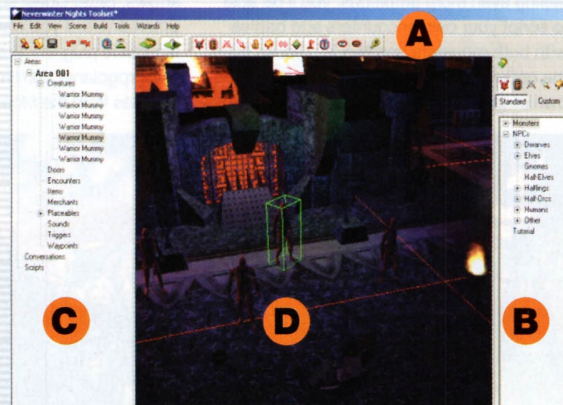 Neverwinter Nights Toolset*
File Edit View Scene Build Tools Wizards Help
A
Areas
Area 001
Creatures
Warrior Mummy
Warrior Mummy
Warrior Mummy
Warrior Mummy
Warrior Mummy
Warrior Mummy
Warrior Mummy
Doors
Encounters
Items
Merchants
Placeables
Sounds
Triggers
Waypoints
Conversations
Scripts
C
D
Standard Custom
Monsters
NPCs
Dwarves
Elves
Gnomes
Half-Elves
Halflings
Half-Orcs
Humans
Other
Tutorial
B